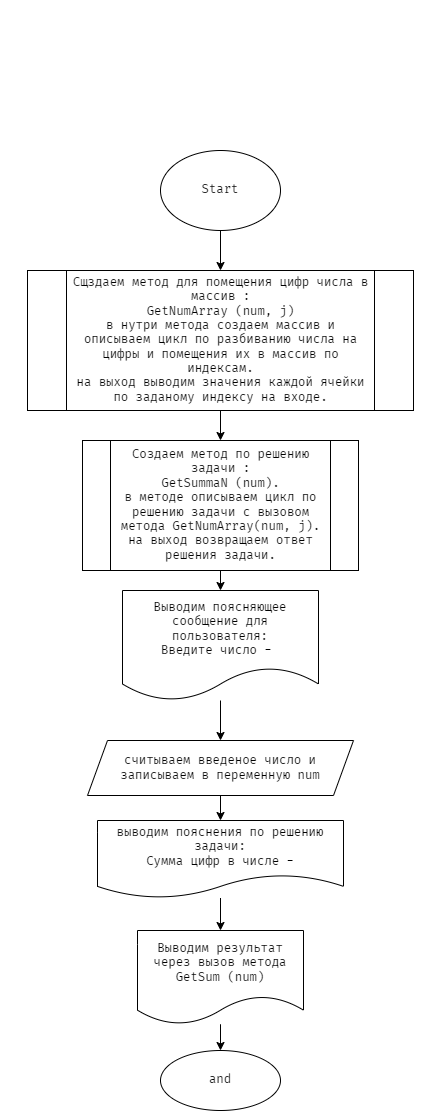 Start
Сщздаем метод для помещения цифр числа в
массив :
GetNumArray (num, j)
в нутри метода создаем массив и
описываем цикл по разбиванию числа на
цифры и помещения их в массив по
индексам.
на выход выводим значения каждой ячейки
по заданому индексу на входе.
Создаем метод по решению
задачи :
GetSummaN (num).
в методе описываем цикл по
решению задачи с вызовом
метода GetNumArray(num, j).
на выход возвращаем ответ
решения задачи.
Выводим поясняющее
сообщение для
пользователя:
Введите число -
считываем введеное число и
записываем в переменную num
выводим пояснения по решению
задачи:
Сумма цифр в числе -
Выводим результат
через вызов метода
GetSum (num)
and